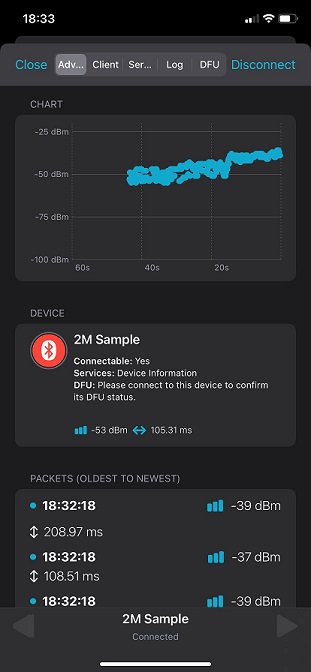 18:33
Close Adv... Client Ser... Log DFU Disconnect
CHART
-25 dBm
-50 dBm
-75 dBm
-100 dBm
60s 40s 20s
DEVICE
2M Sample
Connectable: Yes
Services: Device Information
DFU: Please connect to this device to confirm
its DFU status.
-53 dBm 105.31 ms
PACKETS (OLDEST TO NEWEST)
18:32:18 -39 dBm
208.97 ms
18:32:18 -37 dBm
108.51 ms
18:32:18 -39 dBm
2M Sample
Connected